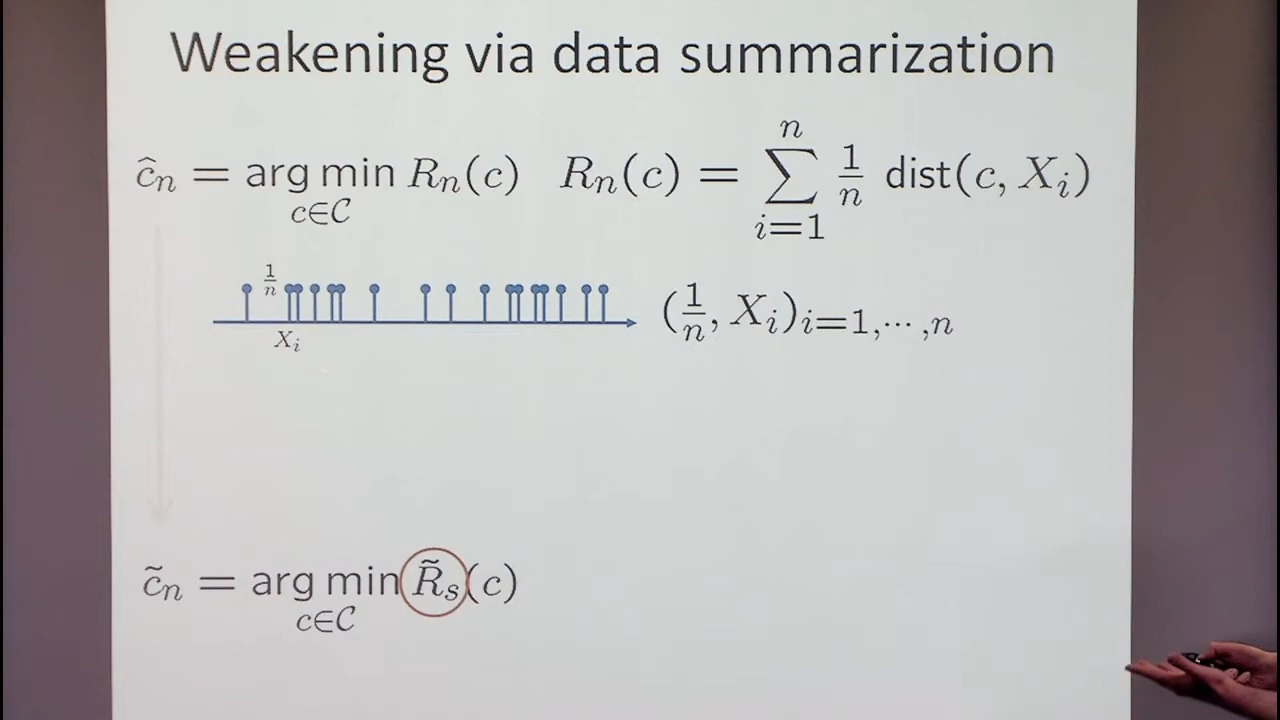 Weakening via data summarization
ĉₙ = arg min Rₙ(c)   Rₙ(c) = ∑ 1/n dist(c, Xᵢ)
c∈𝒞   i=1   n
1/n
Xᵢ
(1/n, Xᵢ)i=1,⋯,n
c̃ₙ = arg min R̃ₛ(c)
c∈𝒞